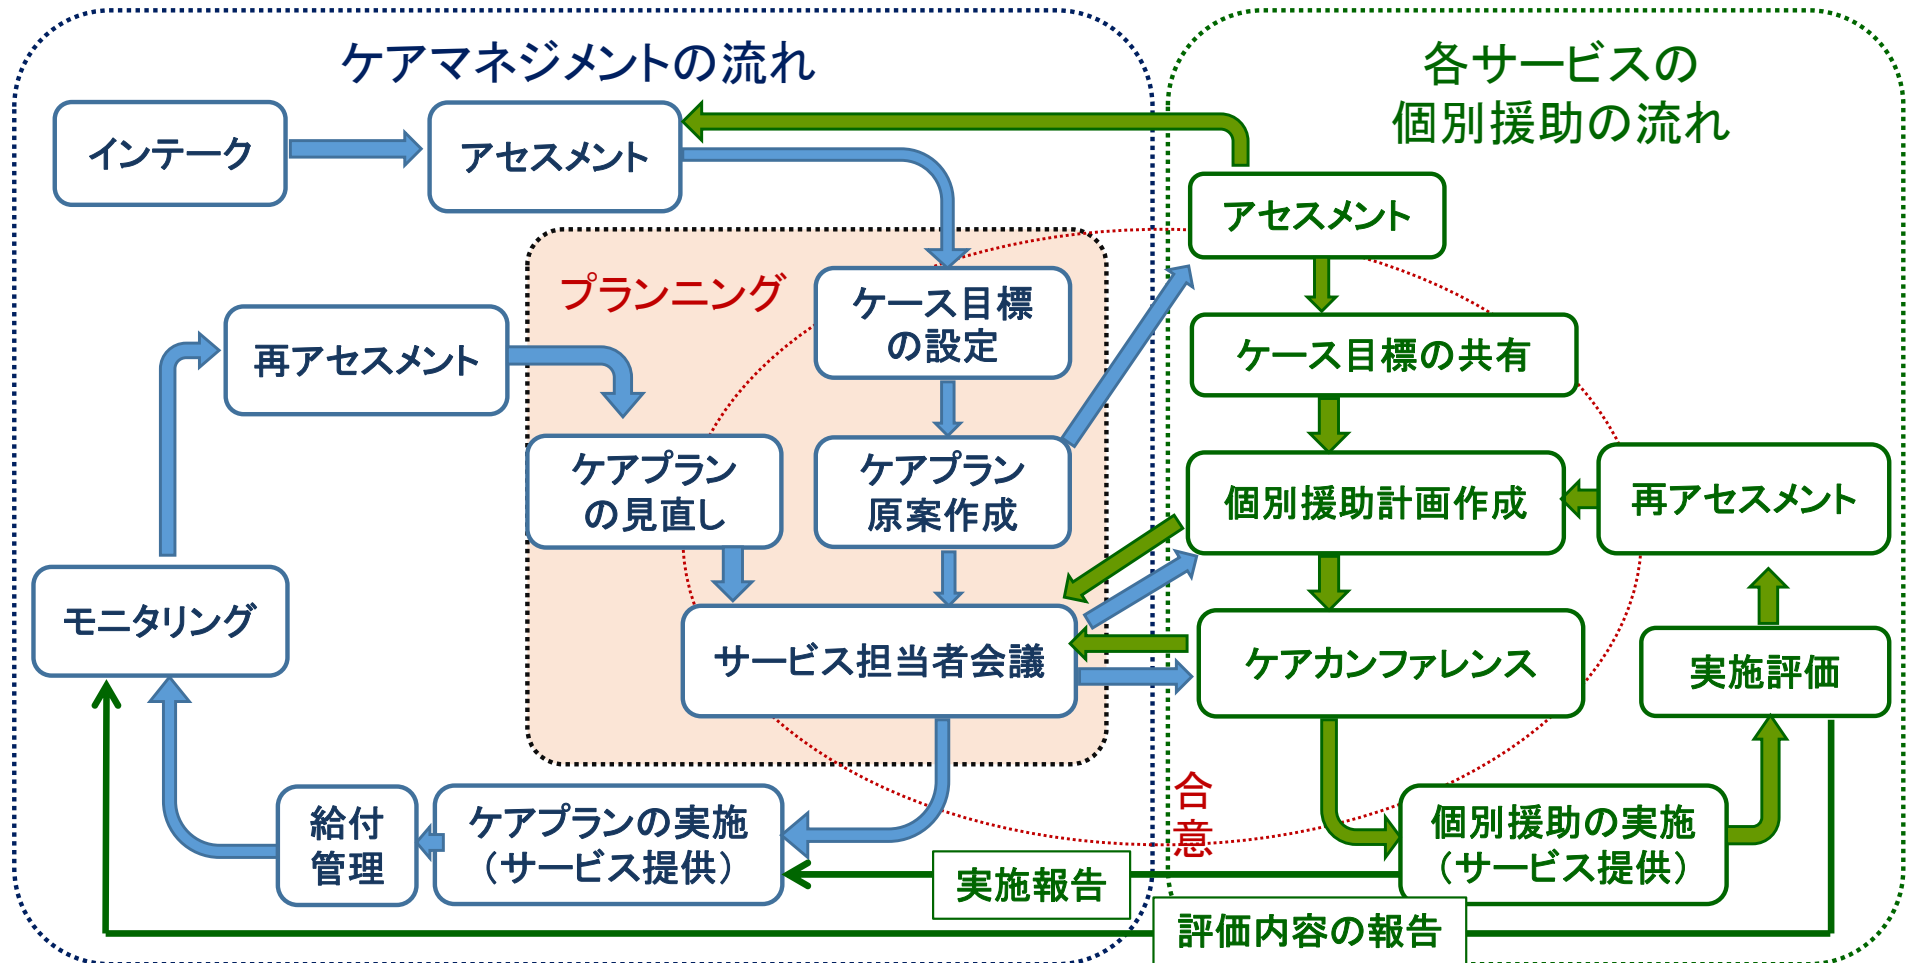 ケアマネジメントの流れ
各サービスの
個別援助の流れ
インテーク
アセスメント
アセスメント
プランニング
ケース目標
の設定
再アセスメント
ケース目標の共有
ケアプラン
の見直し
ケアプラン
原案作成
個別援助計画作成
再アセスメント
モニタリング
サービス担当者会議
ケアカンファレンス
実施評価
合
意
給付
管理
ケアプランの実施
（サービス提供）
個別援助の実施
（サービス提供）
実施報告
評価内容の報告